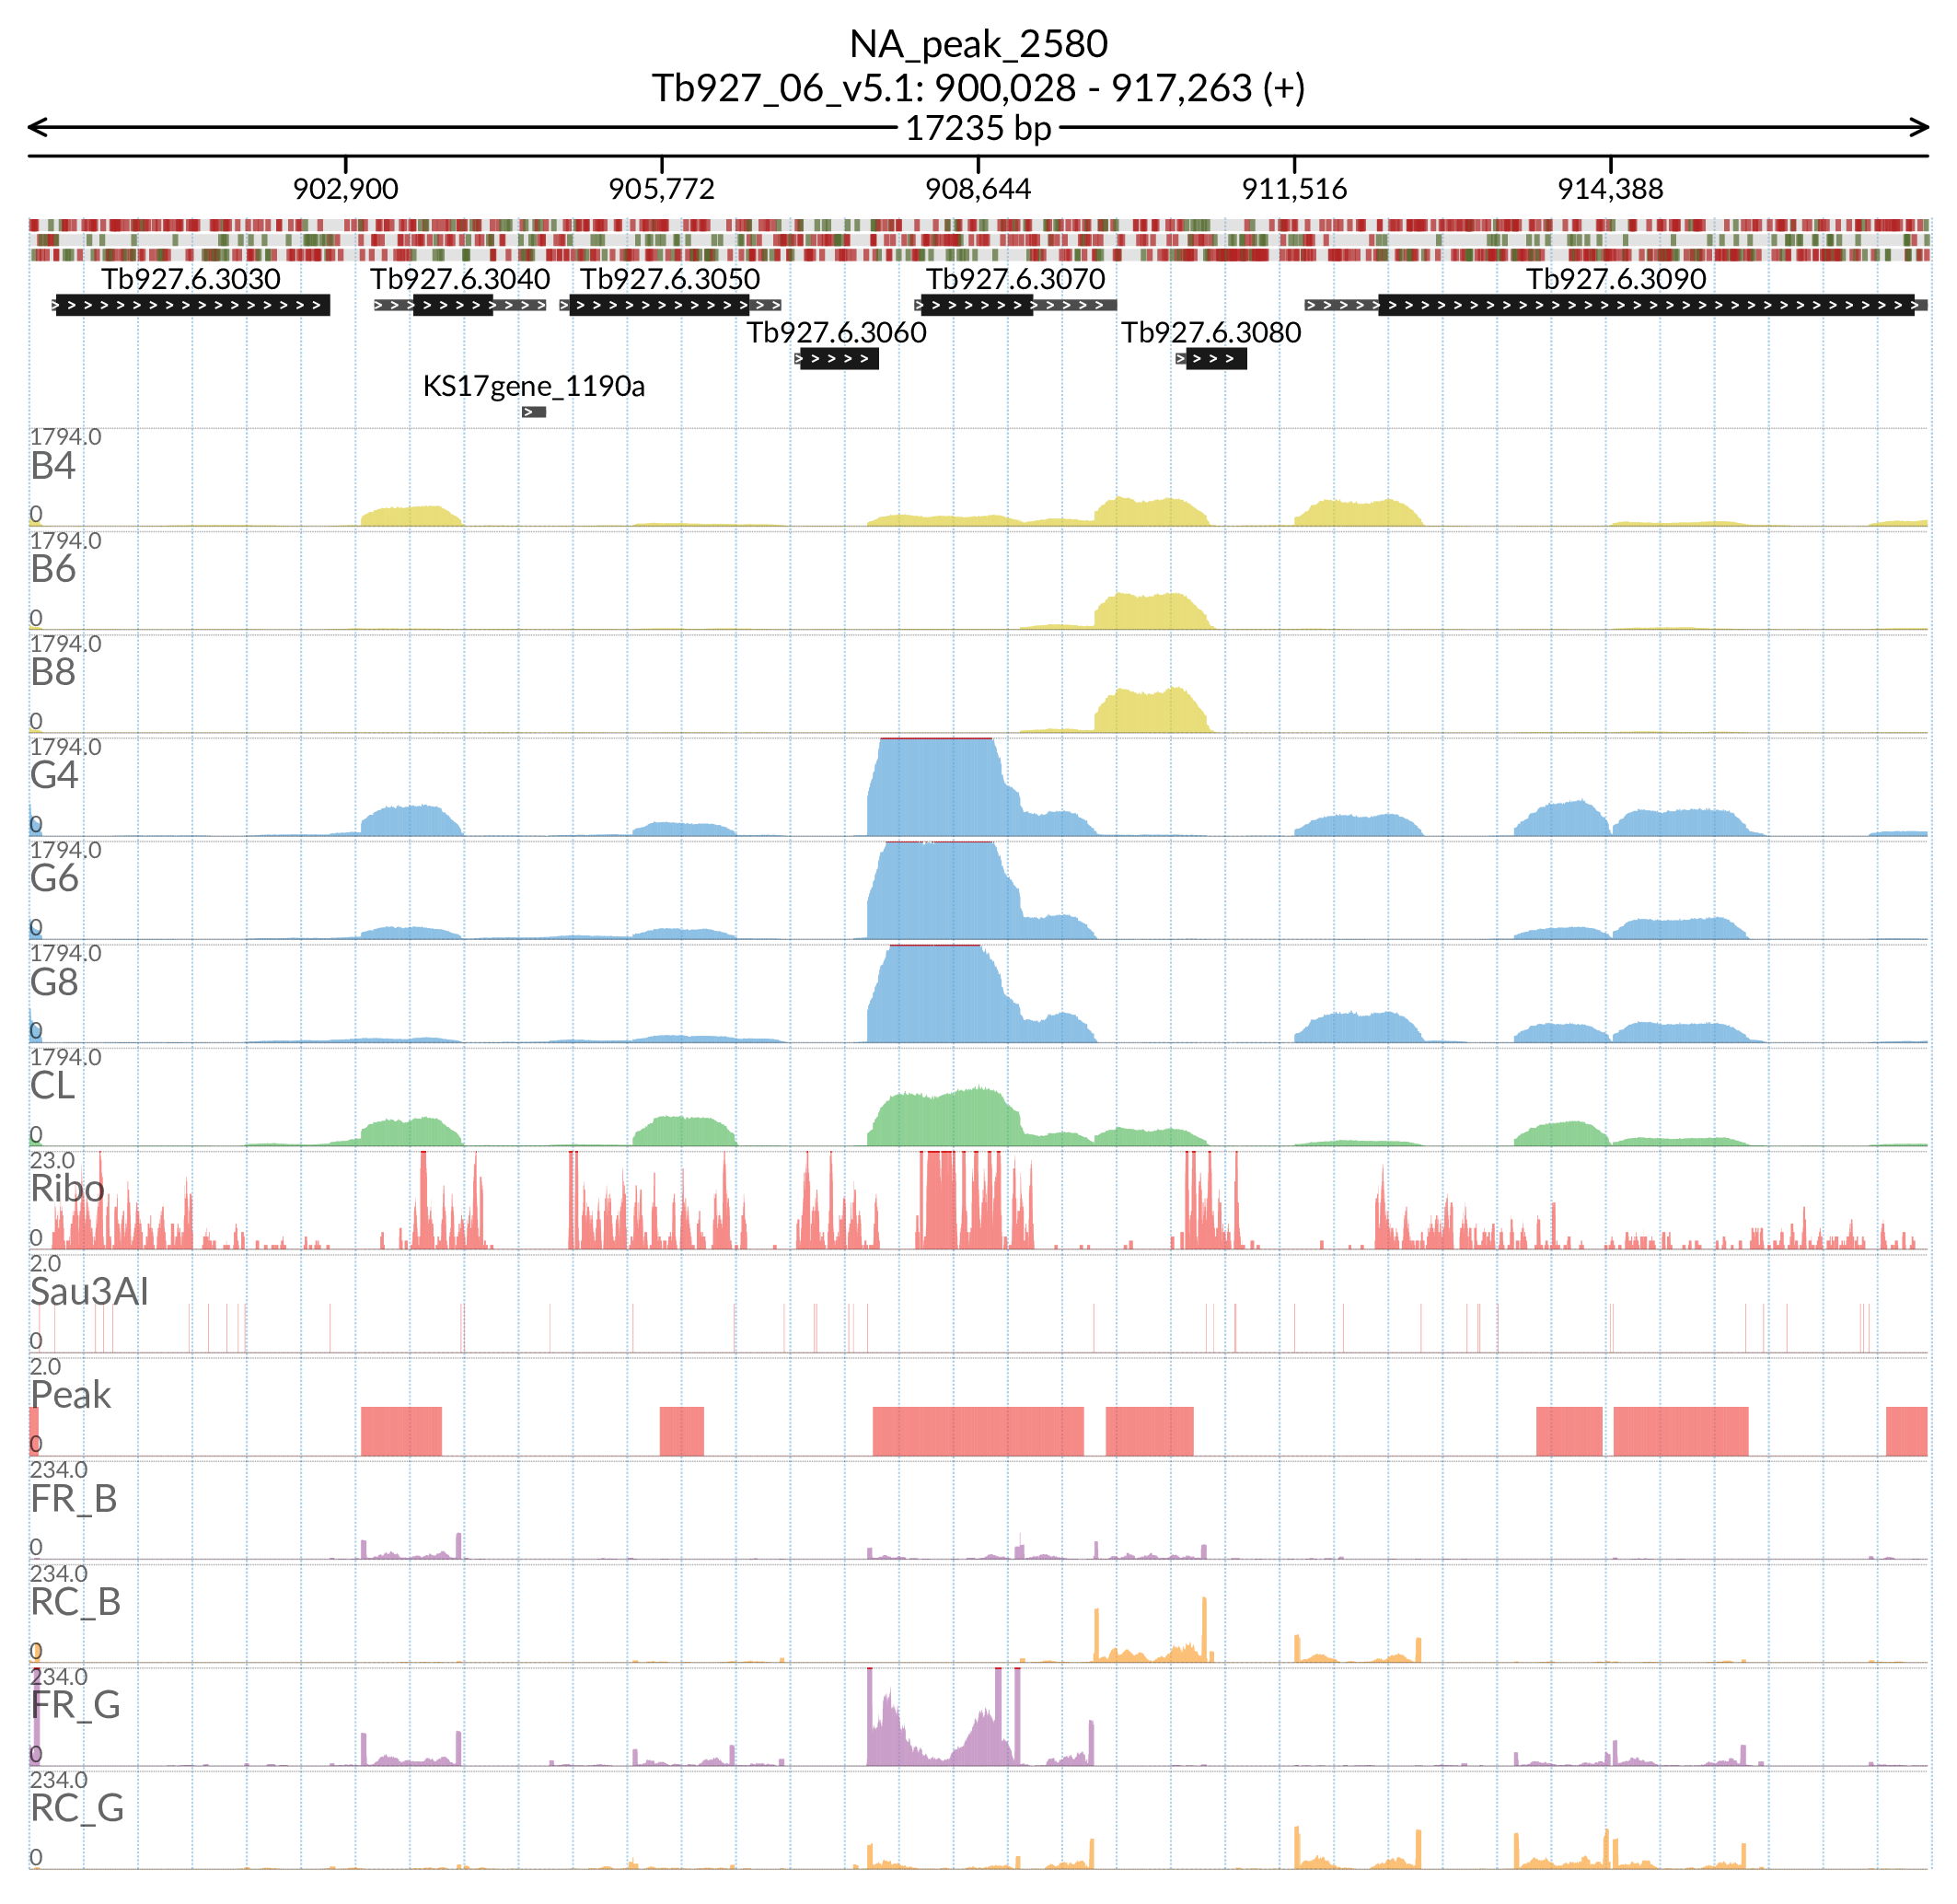 NA_peak_2580
Tb927_06_v5.1: 900,028 - 917,263 (+)
17235 bp
902,900 905,772 908,644 911,516 914,388
Tb927.6.3030 Tb927.6.3040 Tb927.6.3050 Tb927.6.3070 Tb927.6.3090
Tb927.6.3060 Tb927.6.3080
KS17gene_1190a
1794.0
B4
0
1794.0
B6
0
1794.0
B8
0
1794.0
G4
0
1794.0
G6
0
1794.0
G8
0
1794.0
CL
0
23.0
Ribo
0
2.0
Sau3AI
0
2.0
Peak
0
234.0
FR_B
0
234.0
RC_B
0
234.0
FR_G
0
234.0
RC_G
0